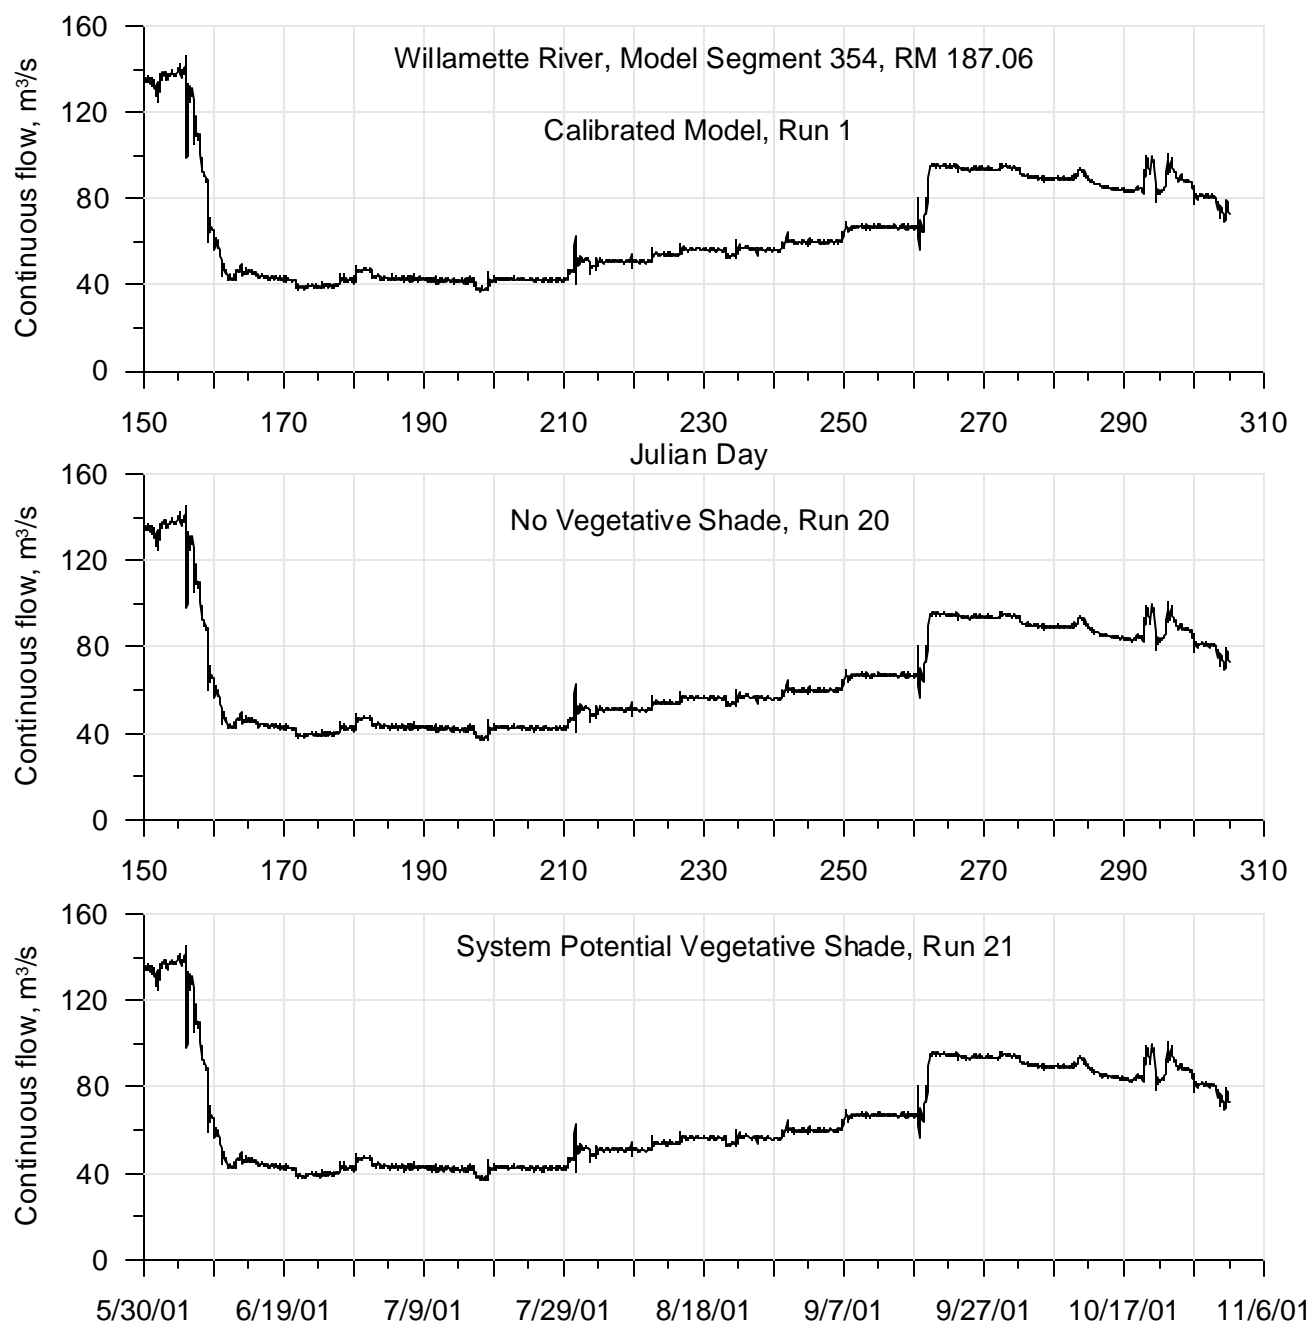 160
Willamette River, Model Segment 354, RM 187.06
120
Calibrated Model, Run 1
80
40
0
Continuous flow, m³/s
150 170 190 210 230 250 270 290 310
Julian Day
160
No Vegetative Shade, Run 20
120
80
40
0
Continuous flow, m³/s
150 170 190 210 230 250 270 290 310
160
System Potential Vegetative Shade, Run 21
120
80
40
0
Continuous flow, m³/s
5/30/01 6/19/01 7/9/01 7/29/01 8/18/01 9/7/01 9/27/01 10/17/01 11/6/01